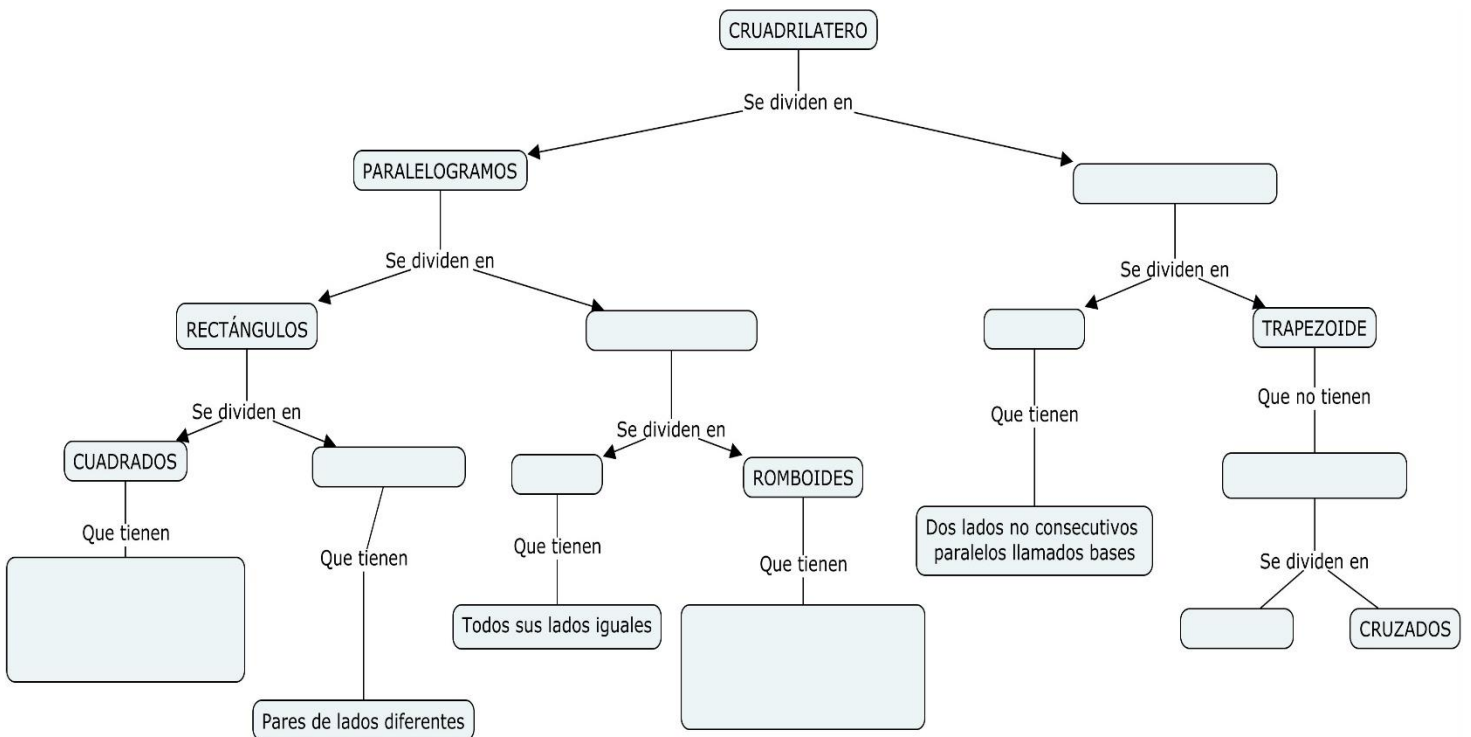 CRUADRILATERO
Se dividen en
PARALELOGRAMOS
Se dividen en
Se dividen en
RECTÁNGULOS
TRAPEZOIDE
Que no tienen
Se dividen en
Que tienen
Se dividen en
CUADRADOS
ROMBOIDES
Que tienen
Dos lados no consecutivos
paralelos llamados bases
Que tienen
Que tienen
Que tienen
Se dividen en
Todos sus lados iguales
CRUZADOS
Pares de lados diferentes